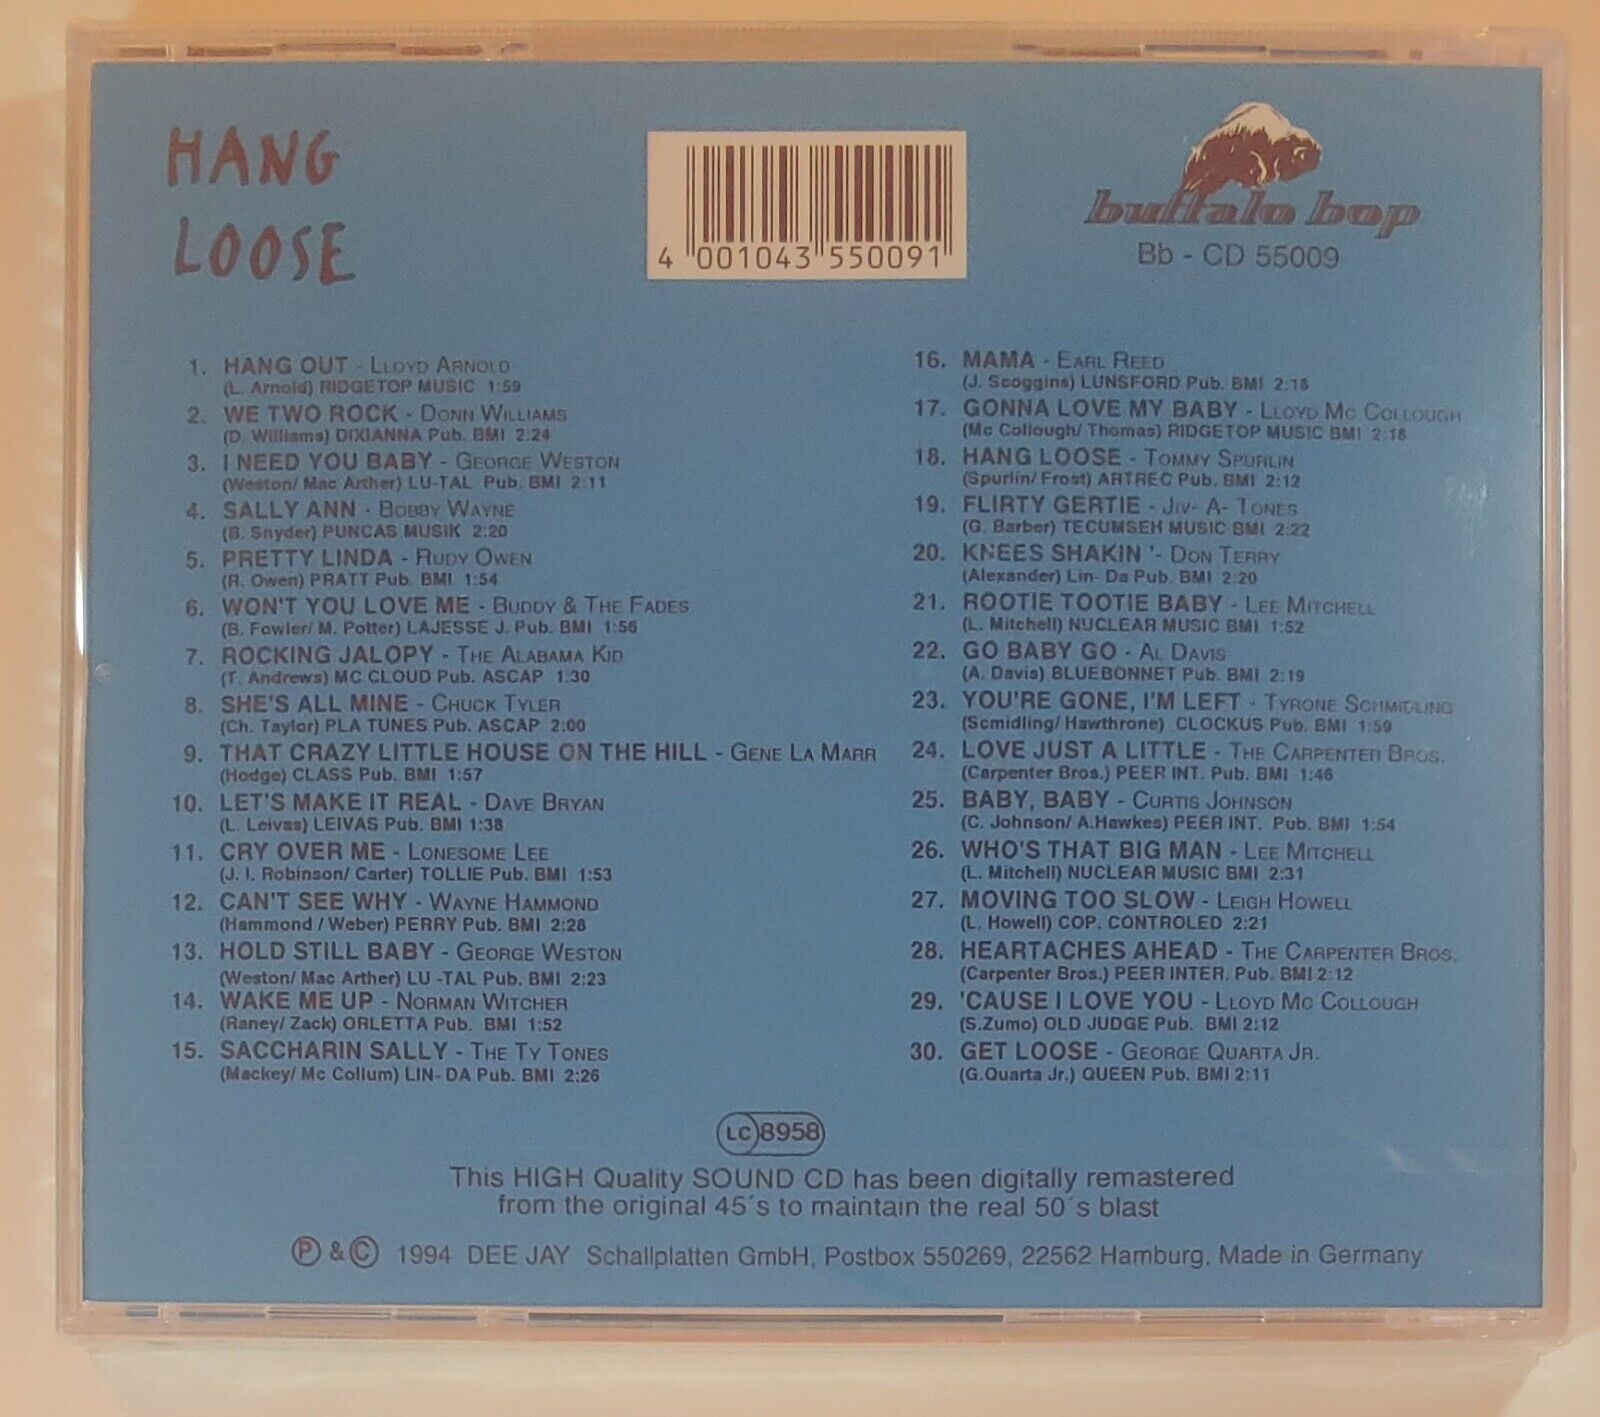 HANG
LOOSE
4 001043 550091
buffalo bop
Bb - CD 55009
1. HANG OUT - LLOYD ARNOLD
(L. Arnold) RIDGETOP MUSIC 1:59
2. WE TWO ROCK - DONN WILLIAMS
(D. Williams) DIXIANNA Pub. BMI 2:24
3. I NEED YOU BABY - GEORGE WESTON
(Weston/ Mac Arther) LU-TAL Pub. BMI 2:11
4. SALLY ANN - BOBBY WAYNE
(B. Snyder) PUNCAS MUSIK 2:20
5. PRETTY LINDA - RUDY OWEN
(R. Owen) PRATT Pub. BMI 1:54
6. WON'T YOU LOVE ME - BUDDY & THE FADES
(B. Fowler/ M. Potter) LAJESSE J. Pub. BMI 1:56
7. ROCKING JALOPY - THE ALABAMA KID
(T. Andrews) MC CLOUD Pub. ASCAP 1:30
8. SHE'S ALL MINE - CHUCK TYLER
(Ch. Taylor) PLA TUNES Pub. ASCAP 2:00
9. THAT CRAZY LITTLE HOUSE ON THE HILL - GENE LA MARR
(Hodge) CLASS Pub. BMI 1:57
10. LET'S MAKE IT REAL - DAVE BRYAN
(L. Leivas) LEIVAS Pub. BMI 1:38
11. CRY OVER ME - LONESOME LEE
(J. I. Robinson/ Carter) TOLLIE Pub. BMI 1:53
12. CAN'T SEE WHY - WAYNE HAMMOND
(Hammond / Weber) PERRY Pub. BMI 2:28
13. HOLD STILL BABY - GEORGE WESTON
(Weston/ Mac Arther) LU -TAL Pub. BMI 2:23
14. WAKE ME UP - NORMAN WITCHER
(Raney/ Zack) ORLETTA Pub. BMI 1:52
15. SACCHARIN SALLY - THE TY TONES
(Mackey/ Mc Collum) LIN- DA Pub. BMI 2:26
16. MAMA - EARL REED
(J. Scoggins) LUNSFORD Pub. BMI 2:18
17. GONNA LOVE MY BABY - LLOYD MC COLLOUGH
(Mc Collough/ Thomas) RIDGETOP MUSIC BMI 2:18
18. HANG LOOSE - TOMMY SPURLIN
(Spurlin/ Frost) ARTREC Pub. BMI 2:12
19. FLIRTY GERTIE - JIV- A- TONES
(G. Barber) TECUMSEH MUSIC BMI 2:22
20. KNEES SHAKIN '- DON TERRY
(Alexander) Lin- Da Pub. BMI 2:20
21. ROOTIE TOOTIE BABY - LEE MITCHELL
(L. Mitchell) NUCLEAR MUSIC BMI 1:52
22. GO BABY GO - AL DAVIS
(A. Davis) BLUEBONNET Pub. BMI 2:19
23. YOU'RE GONE, I'M LEFT - TYRONE SCHMIDLING
(Scmidling/ Hawthrone) CLOCKUS Pub. BMI 1:59
24. LOVE JUST A LITTLE - THE CARPENTER BROS.
(Carpenter Bros.) PEER INT. Pub. BMI 1:46
25. BABY, BABY - CURTIS JOHNSON
(C. Johnson/ A.Hawkes) PEER INT. Pub. BMI 1:54
26. WHO'S THAT BIG MAN - LEE MITCHELL
(L. Mitchell) NUCLEAR MUSIC BMI 2:31
27. MOVING TOO SLOW - LEIGH HOWELL
(L. Howell) COP. CONTROLED 2:21
28. HEARTACHES AHEAD - THE CARPENTER BROS.
(Carpenter Bros.) PEER INTER. Pub. BMI 2:12
29. 'CAUSE I LOVE YOU - LLOYD MC COLLOUGH
(S.Zumo) OLD JUDGE Pub. BMI 2:12
30. GET LOOSE - GEORGE QUARTA JR.
(G.Quarta Jr.) QUEEN Pub. BMI 2:11
LC 8958
This HIGH Quality SOUND CD has been digitally remastered
from the original 45´s to maintain the real 50´s blast
Ⓟ & © 1994 DEE JAY Schallplatten GmbH, Postbox 550269, 22562 Hamburg, Made in Germany